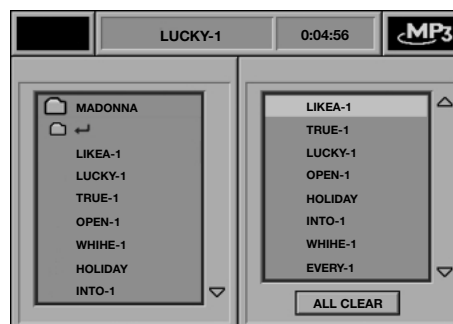 LUCKY-1
0:04:56
MP3
MADONNA
LIKEA-1
LUCKY-1
TRUE-1
OPEN-1
WHIHE-1
HOLIDAY
INTO-1
LIKEA-1
TRUE-1
LUCKY-1
OPEN-1
HOLIDAY
INTO-1
WHIHE-1
EVERY-1
ALL CLEAR